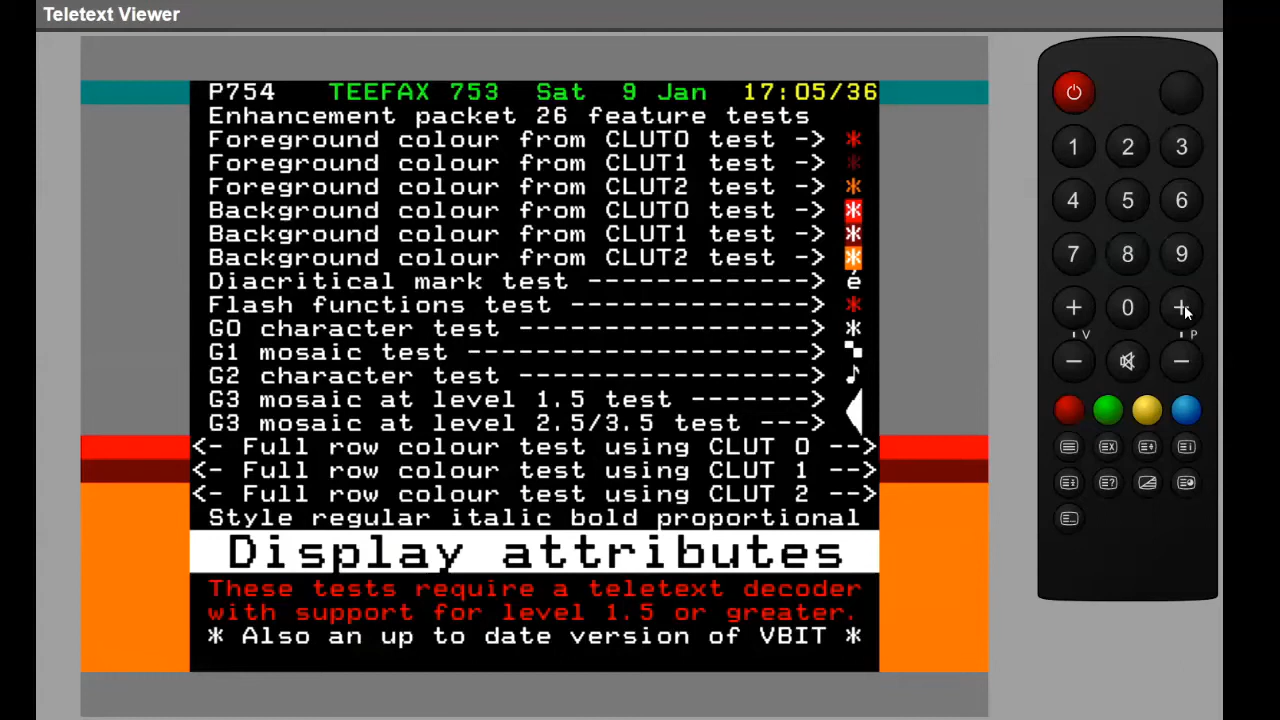 Teletext Viewer
P754 TEEFAX 753 Sat 9 Jan 17:05/36
Enhancement packet 26 feature tests
Foreground colour from CLUT0 test -> *
Foreground colour from CLUT1 test -> *
Foreground colour from CLUT2 test -> *
Background colour from CLUT0 test -> *
Background colour from CLUT1 test -> *
Background colour from CLUT2 test -> *
Diacritical mark test --------------> é
Flash functions test ---------------> *
G0 character test ------------------> *
G1 mosaic test --------------------->
G2 character test ------------------> ♪
G3 mosaic at level 1.5 test -------->
G3 mosaic at level 2.5/3.5 test ---->
<- Full row colour test using CLUT 0 -->
<- Full row colour test using CLUT 1 -->
<- Full row colour test using CLUT 2 -->
Style regular italic bold proportional
Display attributes
These tests require a teletext decoder
with support for level 1.5 or greater.
* Also an up to date version of VBIT *
1 2 3
4 5 6
7 8 9
+ 0 +
V P
− −